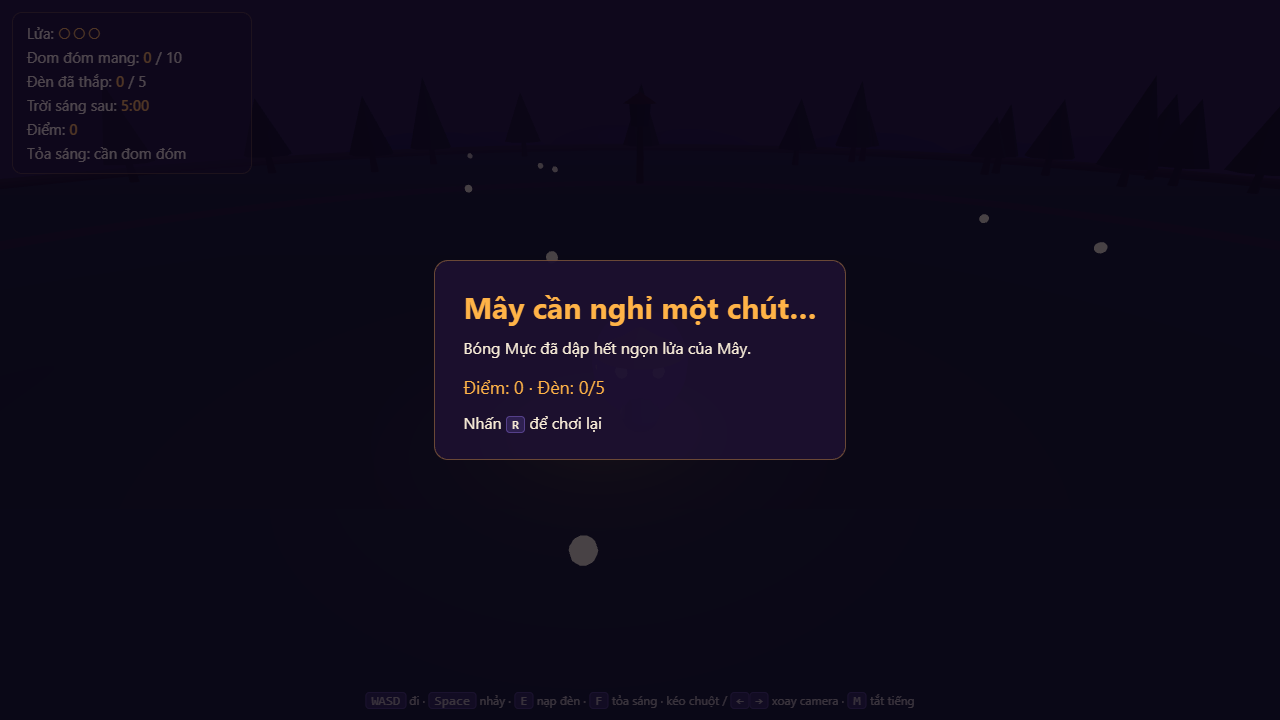 Lửa: ○○○
Đom đóm mang: 0 / 10
Đèn đã thắp: 0 / 5
Trời sáng sau: 5:00
Điểm: 0
Tỏa sáng: cần đom đóm
Mây cần nghỉ một chút...
Bóng Mực đã dập hết ngọn lửa của Mây.
Điểm: 0 · Đèn: 0/5
Nhấn R để chơi lại
WASD đi · Space nhảy · E nạp đèn · F tỏa sáng · kéo chuột / ← → xoay camera · M tắt tiếng